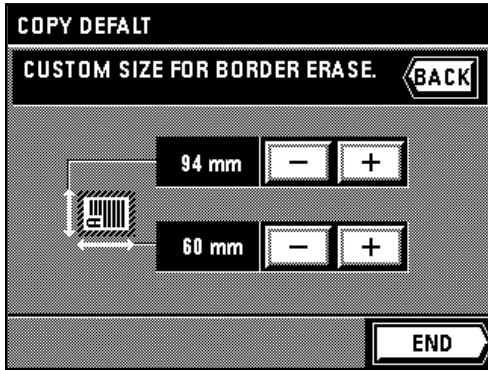 COPY DEFALT
CUSTOM SIZE FOR BORDER ERASE.
BACK
94 mm
− +
A
60 mm
− +
END